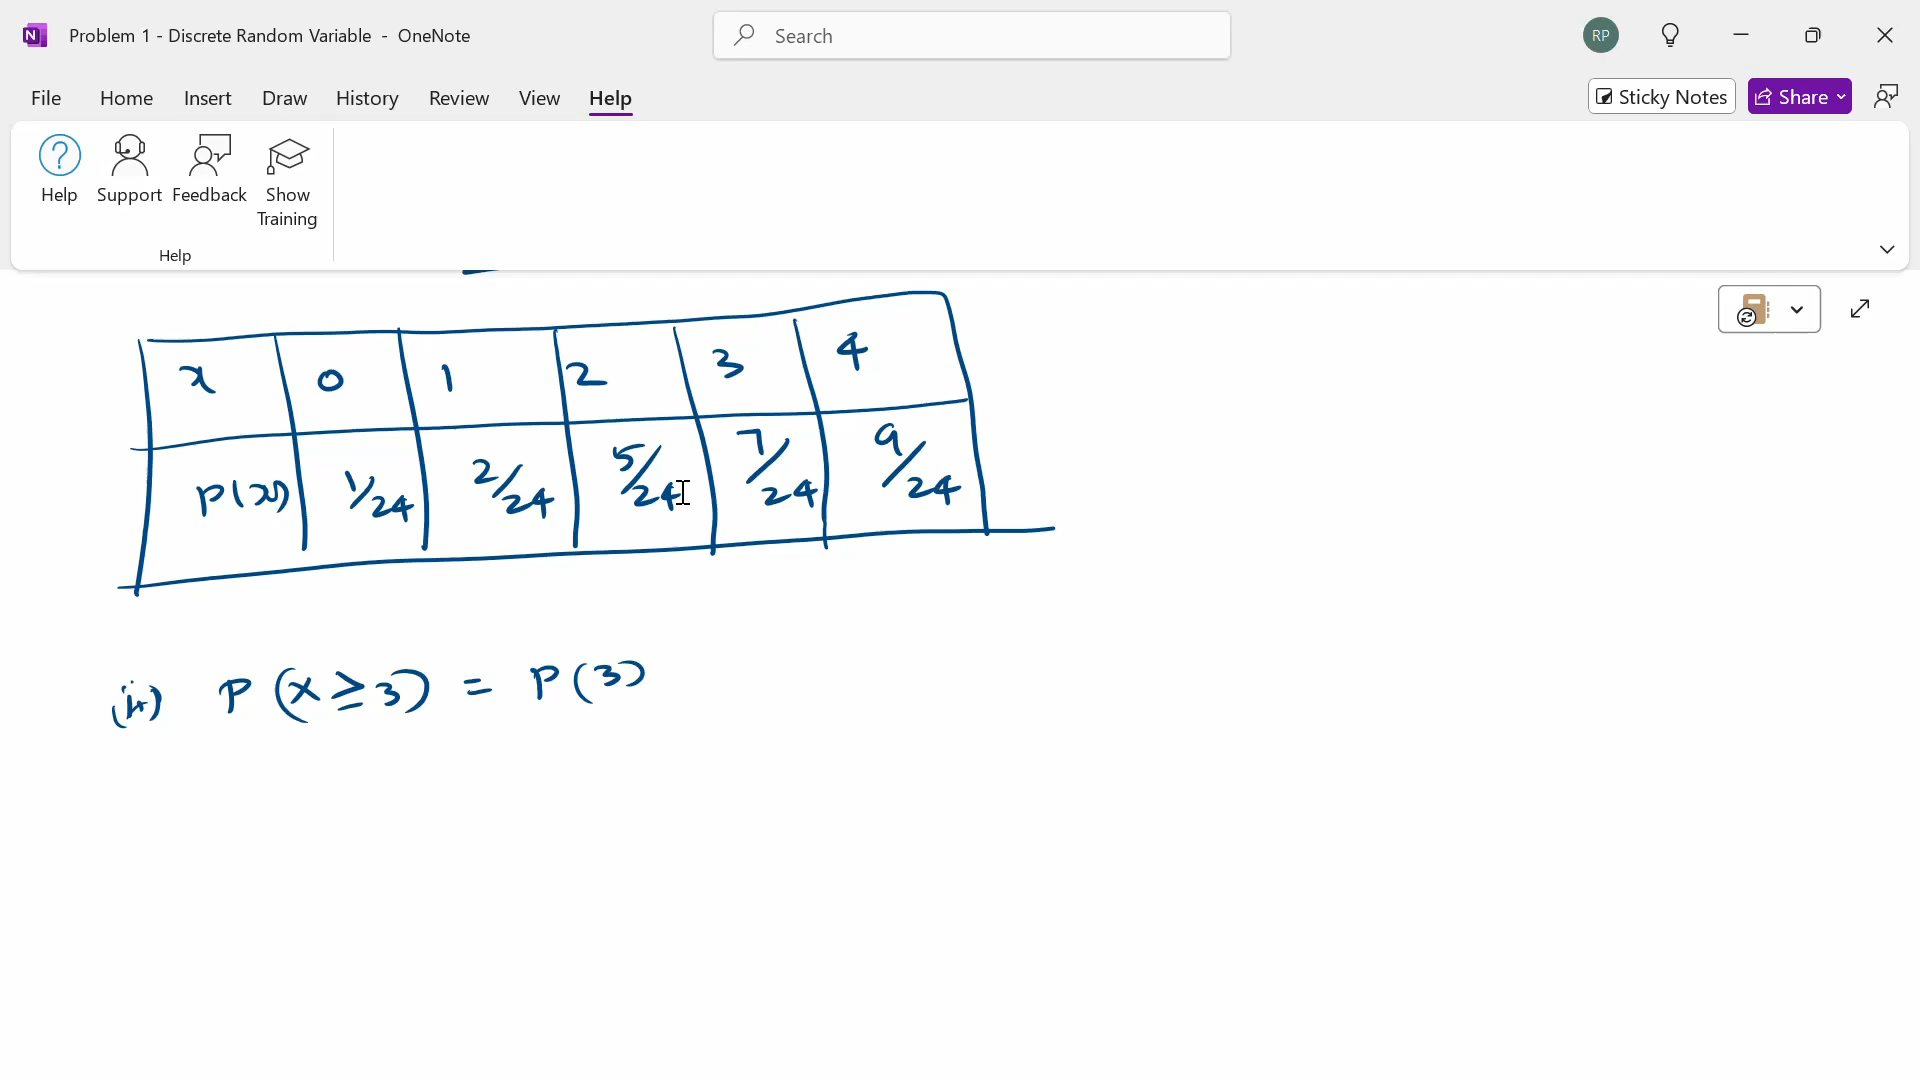 Problem 1 - Discrete Random Variable - OneNote
Search
RP
File Home Insert Draw History Review View Help
Sticky Notes
Share
Help Support Feedback Show Training
Help
x 0 1 2 3 4
P(x) 1/24 2/24 5/24 7/24 9/24
(ii) P(x ≥ 3) = P(3)